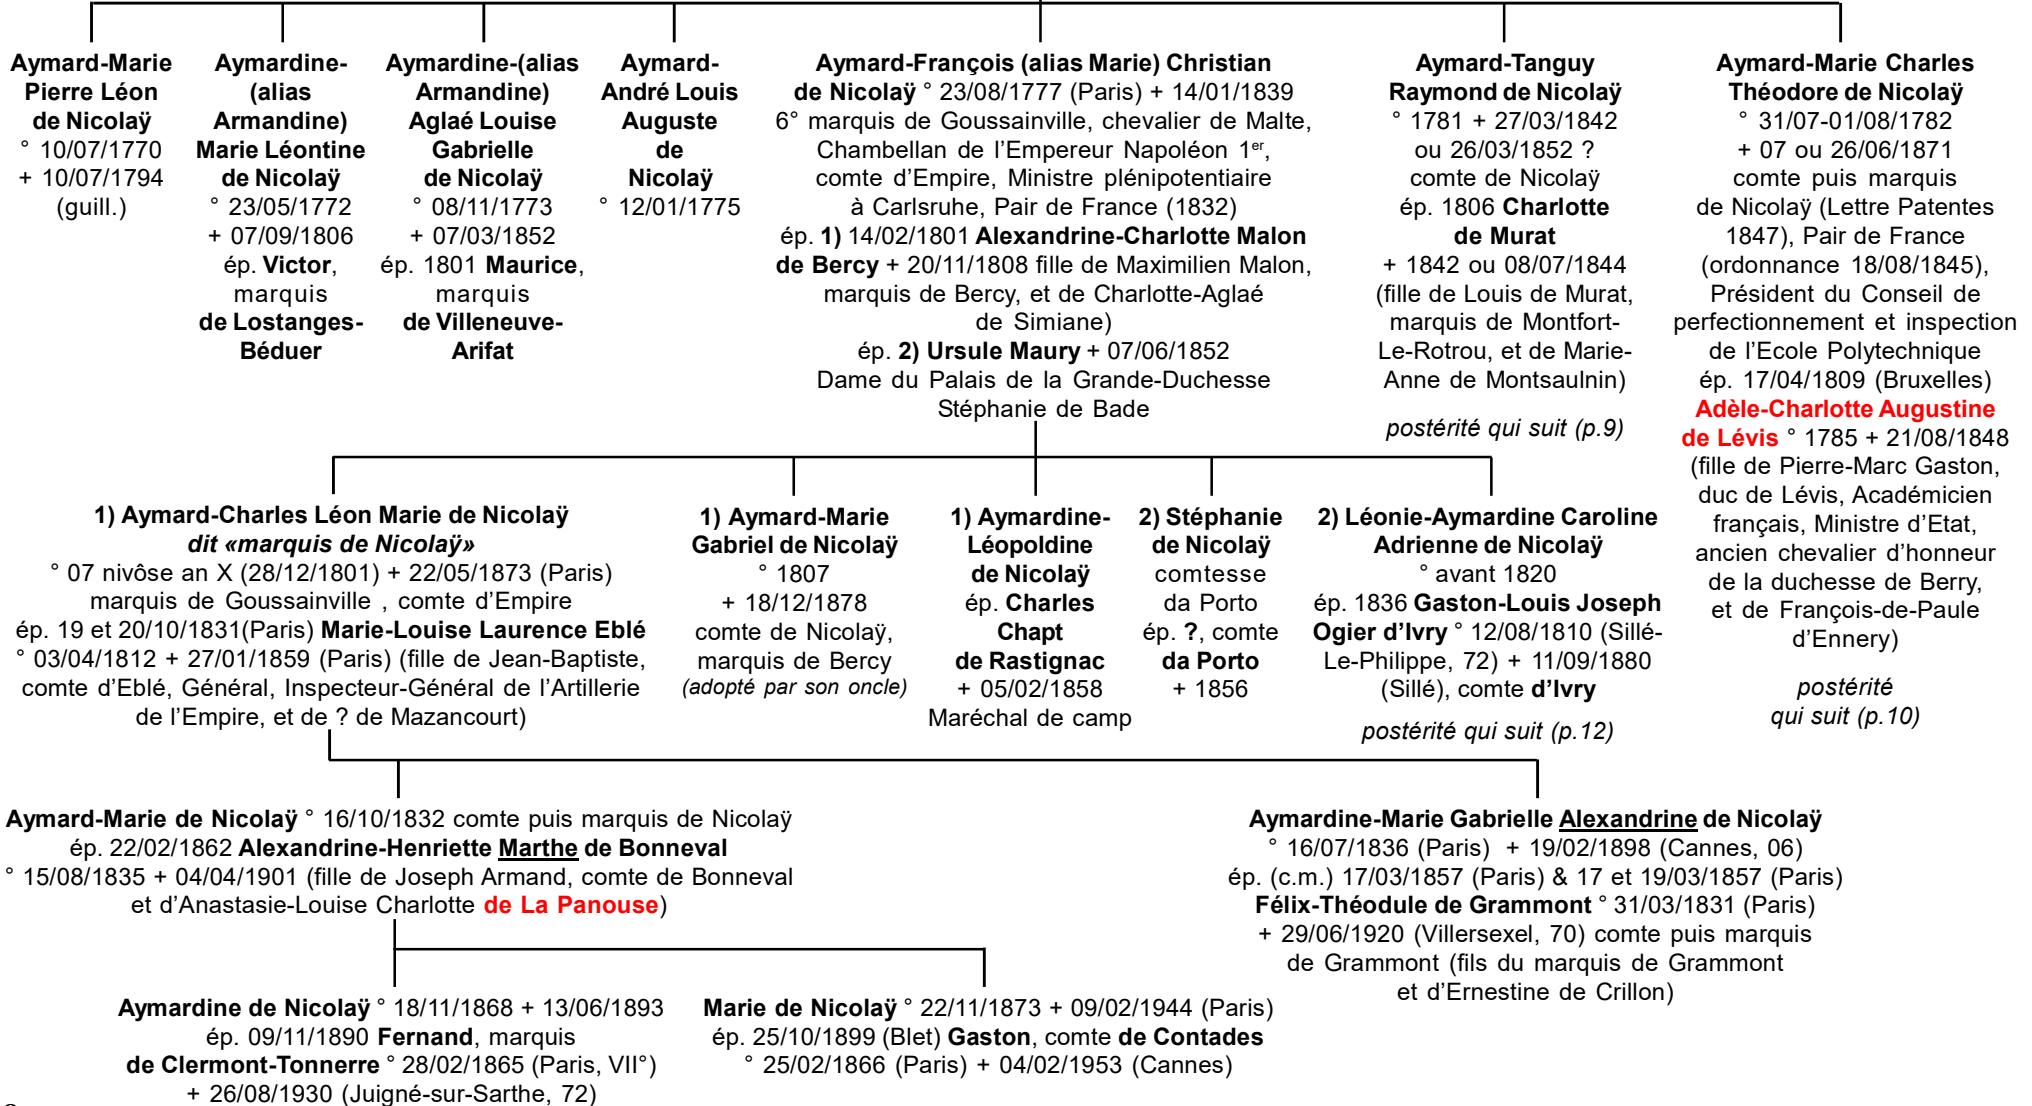 Aymard-Marie
Pierre Léon
de Nicolaÿ
° 10/07/1770
+ 10/07/1794
(guill.)
Aymardine-
(alias
Armandine)
Marie Léontine
de Nicolaÿ
° 23/05/1772
+ 07/09/1806
ép. Victor,
marquis
de Lostanges-
Béduer
Aymardine-(alias
Armandine)
Aglaé Louise
Gabrielle
de Nicolaÿ
° 08/11/1773
+ 07/03/1852
ép. 1801 Maurice,
marquis
de Villeneuve-
Arifat
Aymard-
André Louis
Auguste
de
Nicolaÿ
° 12/01/1775
Aymard-François (alias Marie) Christian
de Nicolaÿ ° 23/08/1777 (Paris) + 14/01/1839
6° marquis de Goussainville, chevalier de Malte,
Chambellan de l’Empereur Napoléon 1er,
comte d’Empire, Ministre plénipotentiaire
à Carlsruhe, Pair de France (1832)
ép. 1) 14/02/1801 Alexandrine-Charlotte Malon
de Bercy + 20/11/1808 fille de Maximilien Malon,
marquis de Bercy, et de Charlotte-Aglaé
de Simiane)
ép. 2) Ursule Maury + 07/06/1852
Dame du Palais de la Grande-Duchesse
Stéphanie de Bade
Aymard-Tanguy
Raymond de Nicolaÿ
° 1781 + 27/03/1842
ou 26/03/1852 ?
comte de Nicolaÿ
ép. 1806 Charlotte
de Murat
+ 1842 ou 08/07/1844
(fille de Louis de Murat,
marquis de Montfort-
Le-Rotrou, et de Marie-
Anne de Montsaulnin)
postérité qui suit (p.9)
Aymard-Marie Charles
Théodore de Nicolaÿ
° 31/07-01/08/1782
+ 07 ou 26/06/1871
comte puis marquis
de Nicolaÿ (Lettre Patentes
1847), Pair de France
(ordonnance 18/08/1845),
Président du Conseil de
perfectionnement et inspection
de l’Ecole Polytechnique
ép. 17/04/1809 (Bruxelles)
Adèle-Charlotte Augustine
de Lévis ° 1785 + 21/08/1848
(fille de Pierre-Marc Gaston,
duc de Lévis, Académicien
français, Ministre d’Etat,
ancien chevalier d’honneur
de la duchesse de Berry,
et de François-de-Paule
d’Ennery)
postérité
qui suit (p.10)
1) Aymard-Charles Léon Marie de Nicolaÿ
dit «marquis de Nicolaÿ»
° 07 nivôse an X (28/12/1801) + 22/05/1873 (Paris)
marquis de Goussainville , comte d’Empire
ép. 19 et 20/10/1831(Paris) Marie-Louise Laurence Eblé
° 03/04/1812 + 27/01/1859 (Paris) (fille de Jean-Baptiste,
comte d’Eblé, Général, Inspecteur-Général de l’Artillerie
de l’Empire, et de ? de Mazancourt)
1) Aymard-Marie
Gabriel de Nicolaÿ
° 1807
+ 18/12/1878
comte de Nicolaÿ,
marquis de Bercy
(adopté par son oncle)
1) Aymardine-
Léopoldine
de Nicolaÿ
ép. Charles
Chapt
de Rastignac
+ 05/02/1858
Maréchal de camp
2) Stéphanie
de Nicolaÿ
comtesse
da Porto
ép. ?, comte
da Porto
+ 1856
2) Léonie-Aymardine Caroline
Adrienne de Nicolaÿ
° avant 1820
ép. 1836 Gaston-Louis Joseph
Ogier d’Ivry ° 12/08/1810 (Sillé-
Le-Philippe, 72) + 11/09/1880
(Sillé), comte d’Ivry
postérité qui suit (p.12)
Aymard-Marie de Nicolaÿ ° 16/10/1832 comte puis marquis de Nicolaÿ
ép. 22/02/1862 Alexandrine-Henriette Marthe de Bonneval
° 15/08/1835 + 04/04/1901 (fille de Joseph Armand, comte de Bonneval
et d’Anastasie-Louise Charlotte de La Panouse)
Aymardine-Marie Gabrielle Alexandrine de Nicolaÿ
° 16/07/1836 (Paris) + 19/02/1898 (Cannes, 06)
ép. (c.m.) 17/03/1857 (Paris) & 17 et 19/03/1857 (Paris)
Félix-Théodule de Grammont ° 31/03/1831 (Paris)
+ 29/06/1920 (Villersexel, 70) comte puis marquis
de Grammont (fils du marquis de Grammont
et d’Ernestine de Crillon)
Aymardine de Nicolaÿ ° 18/11/1868 + 13/06/1893
ép. 09/11/1890 Fernand, marquis
de Clermont-Tonnerre ° 28/02/1865 (Paris, VII°)
+ 26/08/1930 (Juigné-sur-Sarthe, 72)
Marie de Nicolaÿ ° 22/11/1873 + 09/02/1944 (Paris)
ép. 25/10/1899 (Blet) Gaston, comte de Contades
° 25/02/1866 (Paris) + 04/02/1953 (Cannes)